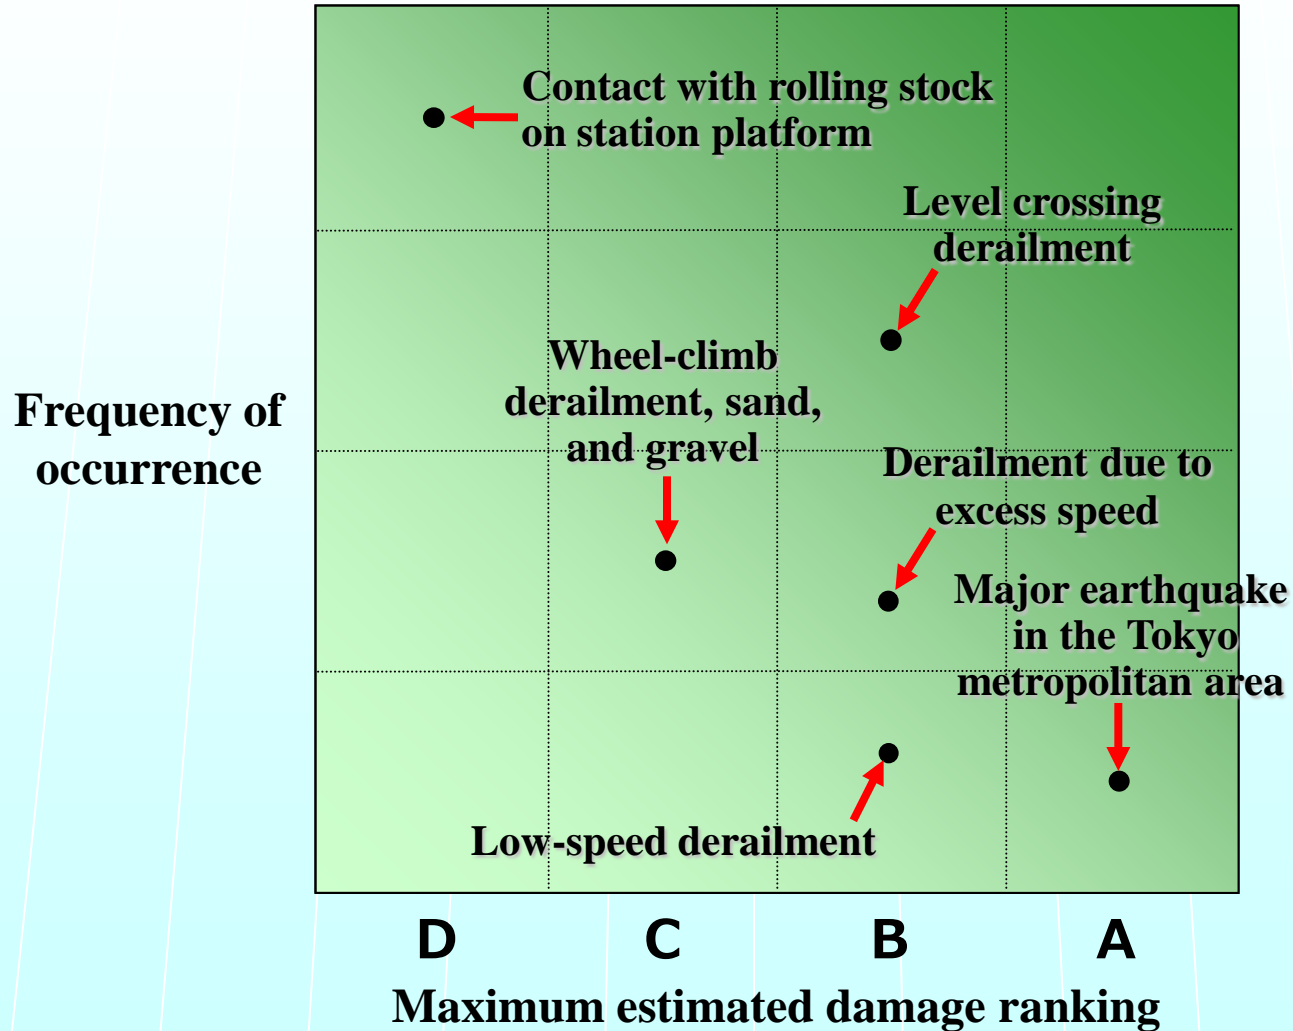 Contact with rolling stock
on station platform
Level crossing
derailment
Wheel-climb
derailment, sand,
and gravel
Frequency of
occurrence
Derailment due to
excess speed
Major earthquake
in the Tokyo
metropolitan area
Low-speed derailment
D C B A
Maximum estimated damage ranking